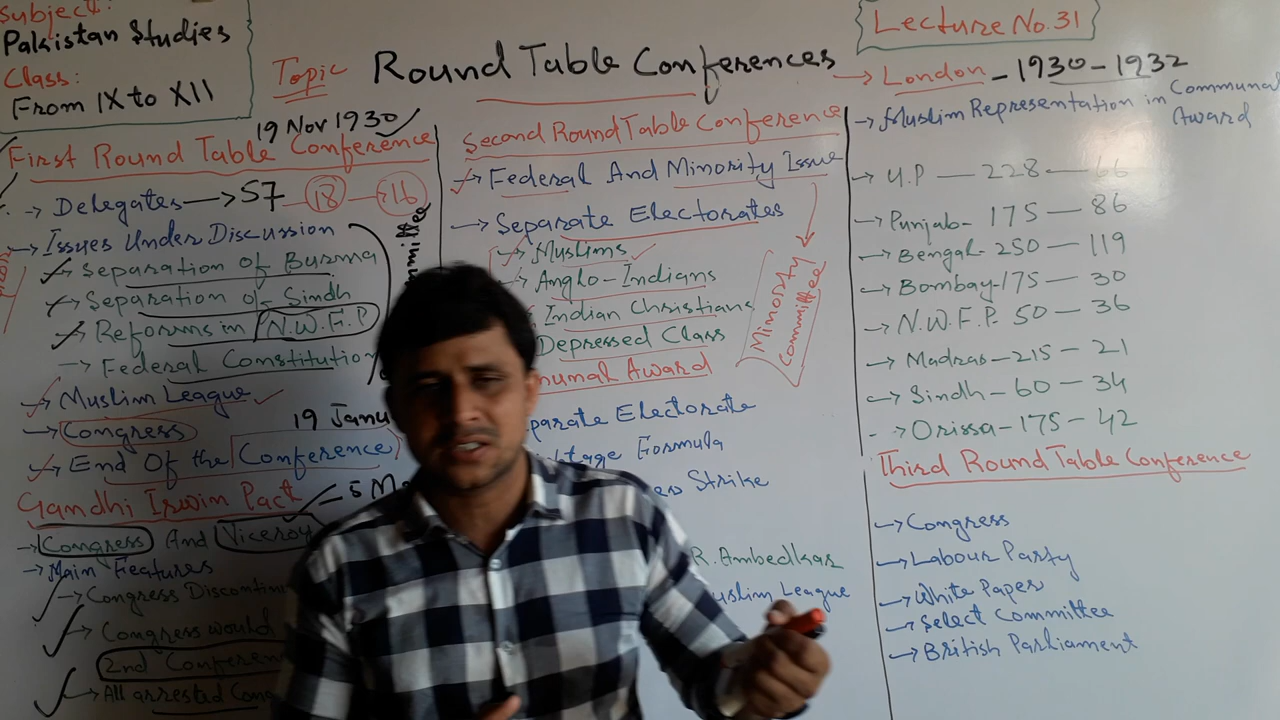 Subject:
Pakistan Studies
Class:
From IX to XII
Topic Round Table Conferences
Lecture No. 31
→ London - 1930 - 1932
19 Nov 1930
First Round Table Conference
→ Delegates → 57 18 → 16
→ Issues Under Discussion
→ Separation of Burma
→ Separation of Sindh
→ Reforms in N.W.F.P
→ Federal Constitution
→ Muslim League
→ Congress
19 Janu
→ End Of the Conference
Gandhi Irwin Pact - 5 Ma
→ Congress And Viceroy
→ Main Features
→ Congress Discontin
→ Congress would
2nd Conferen
→ All arrested Cong
Second Round Table Conference
→ Federal And Minority Issue
→ Separate Electorates
→ Muslims
→ Anglo-Indians
Indian Christians
Depressed Class
Minority
Committee
Award
Electorate
Formula
Strike
R. Ambedkar
uslim League
→ Muslim Representation in Communal
Award
→ U.P — 228 — 66
→ Punjab - 175 — 86
→ Bengal - 250 — 119
→ Bombay - 175 — 30
→ N.W.F.P. 50 — 36
→ Madras - 215 - 21
→ Sindh - 60 — 34
→ Orissa - 175 - 42
Third Round Table Conference
→ Congress
→ Labour Party
→ White Paper
→ Select Committee
→ British Parliament